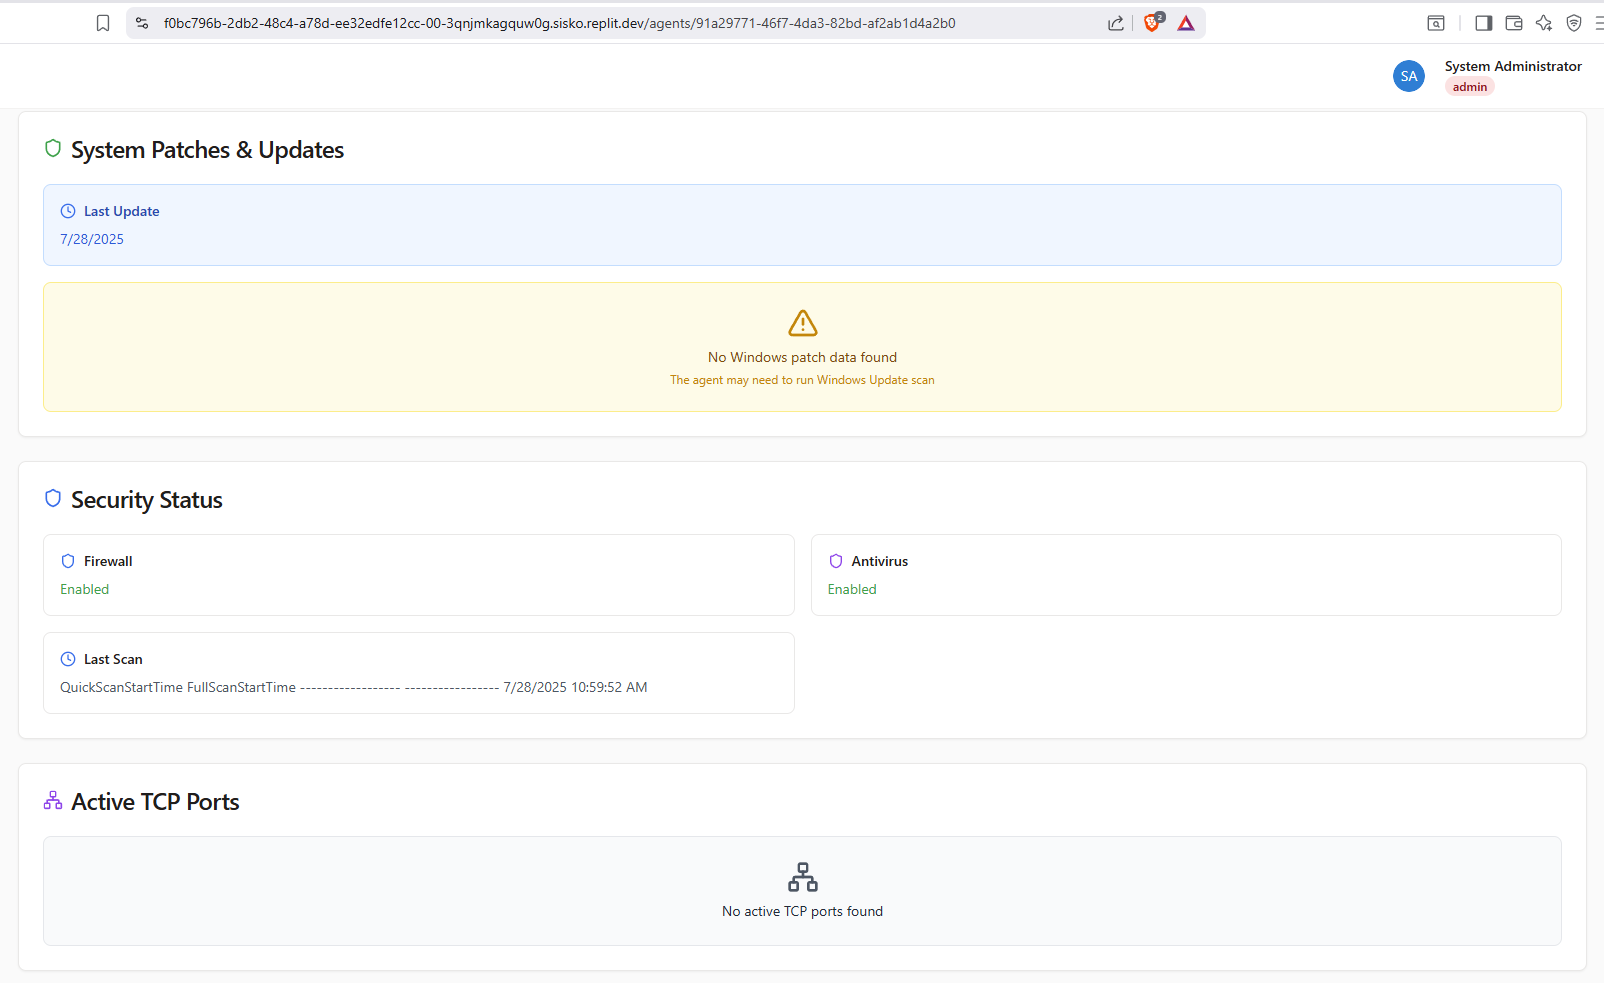 f0bc796b-2db2-48c4-a78d-ee32edfe12cc-00-3qnjmkagquw0g.sisko.replit.dev/agents/91a29771-46f7-4da3-82bd-af2ab1d4a2b0
2
SA
System Administrator
admin
System Patches & Updates
Last Update
7/28/2025
No Windows patch data found
The agent may need to run Windows Update scan
Security Status
Firewall
Enabled
Antivirus
Enabled
Last Scan
QuickScanStartTime FullScanStartTime ------------------ ----------------- 7/28/2025 10:59:52 AM
Active TCP Ports
No active TCP ports found